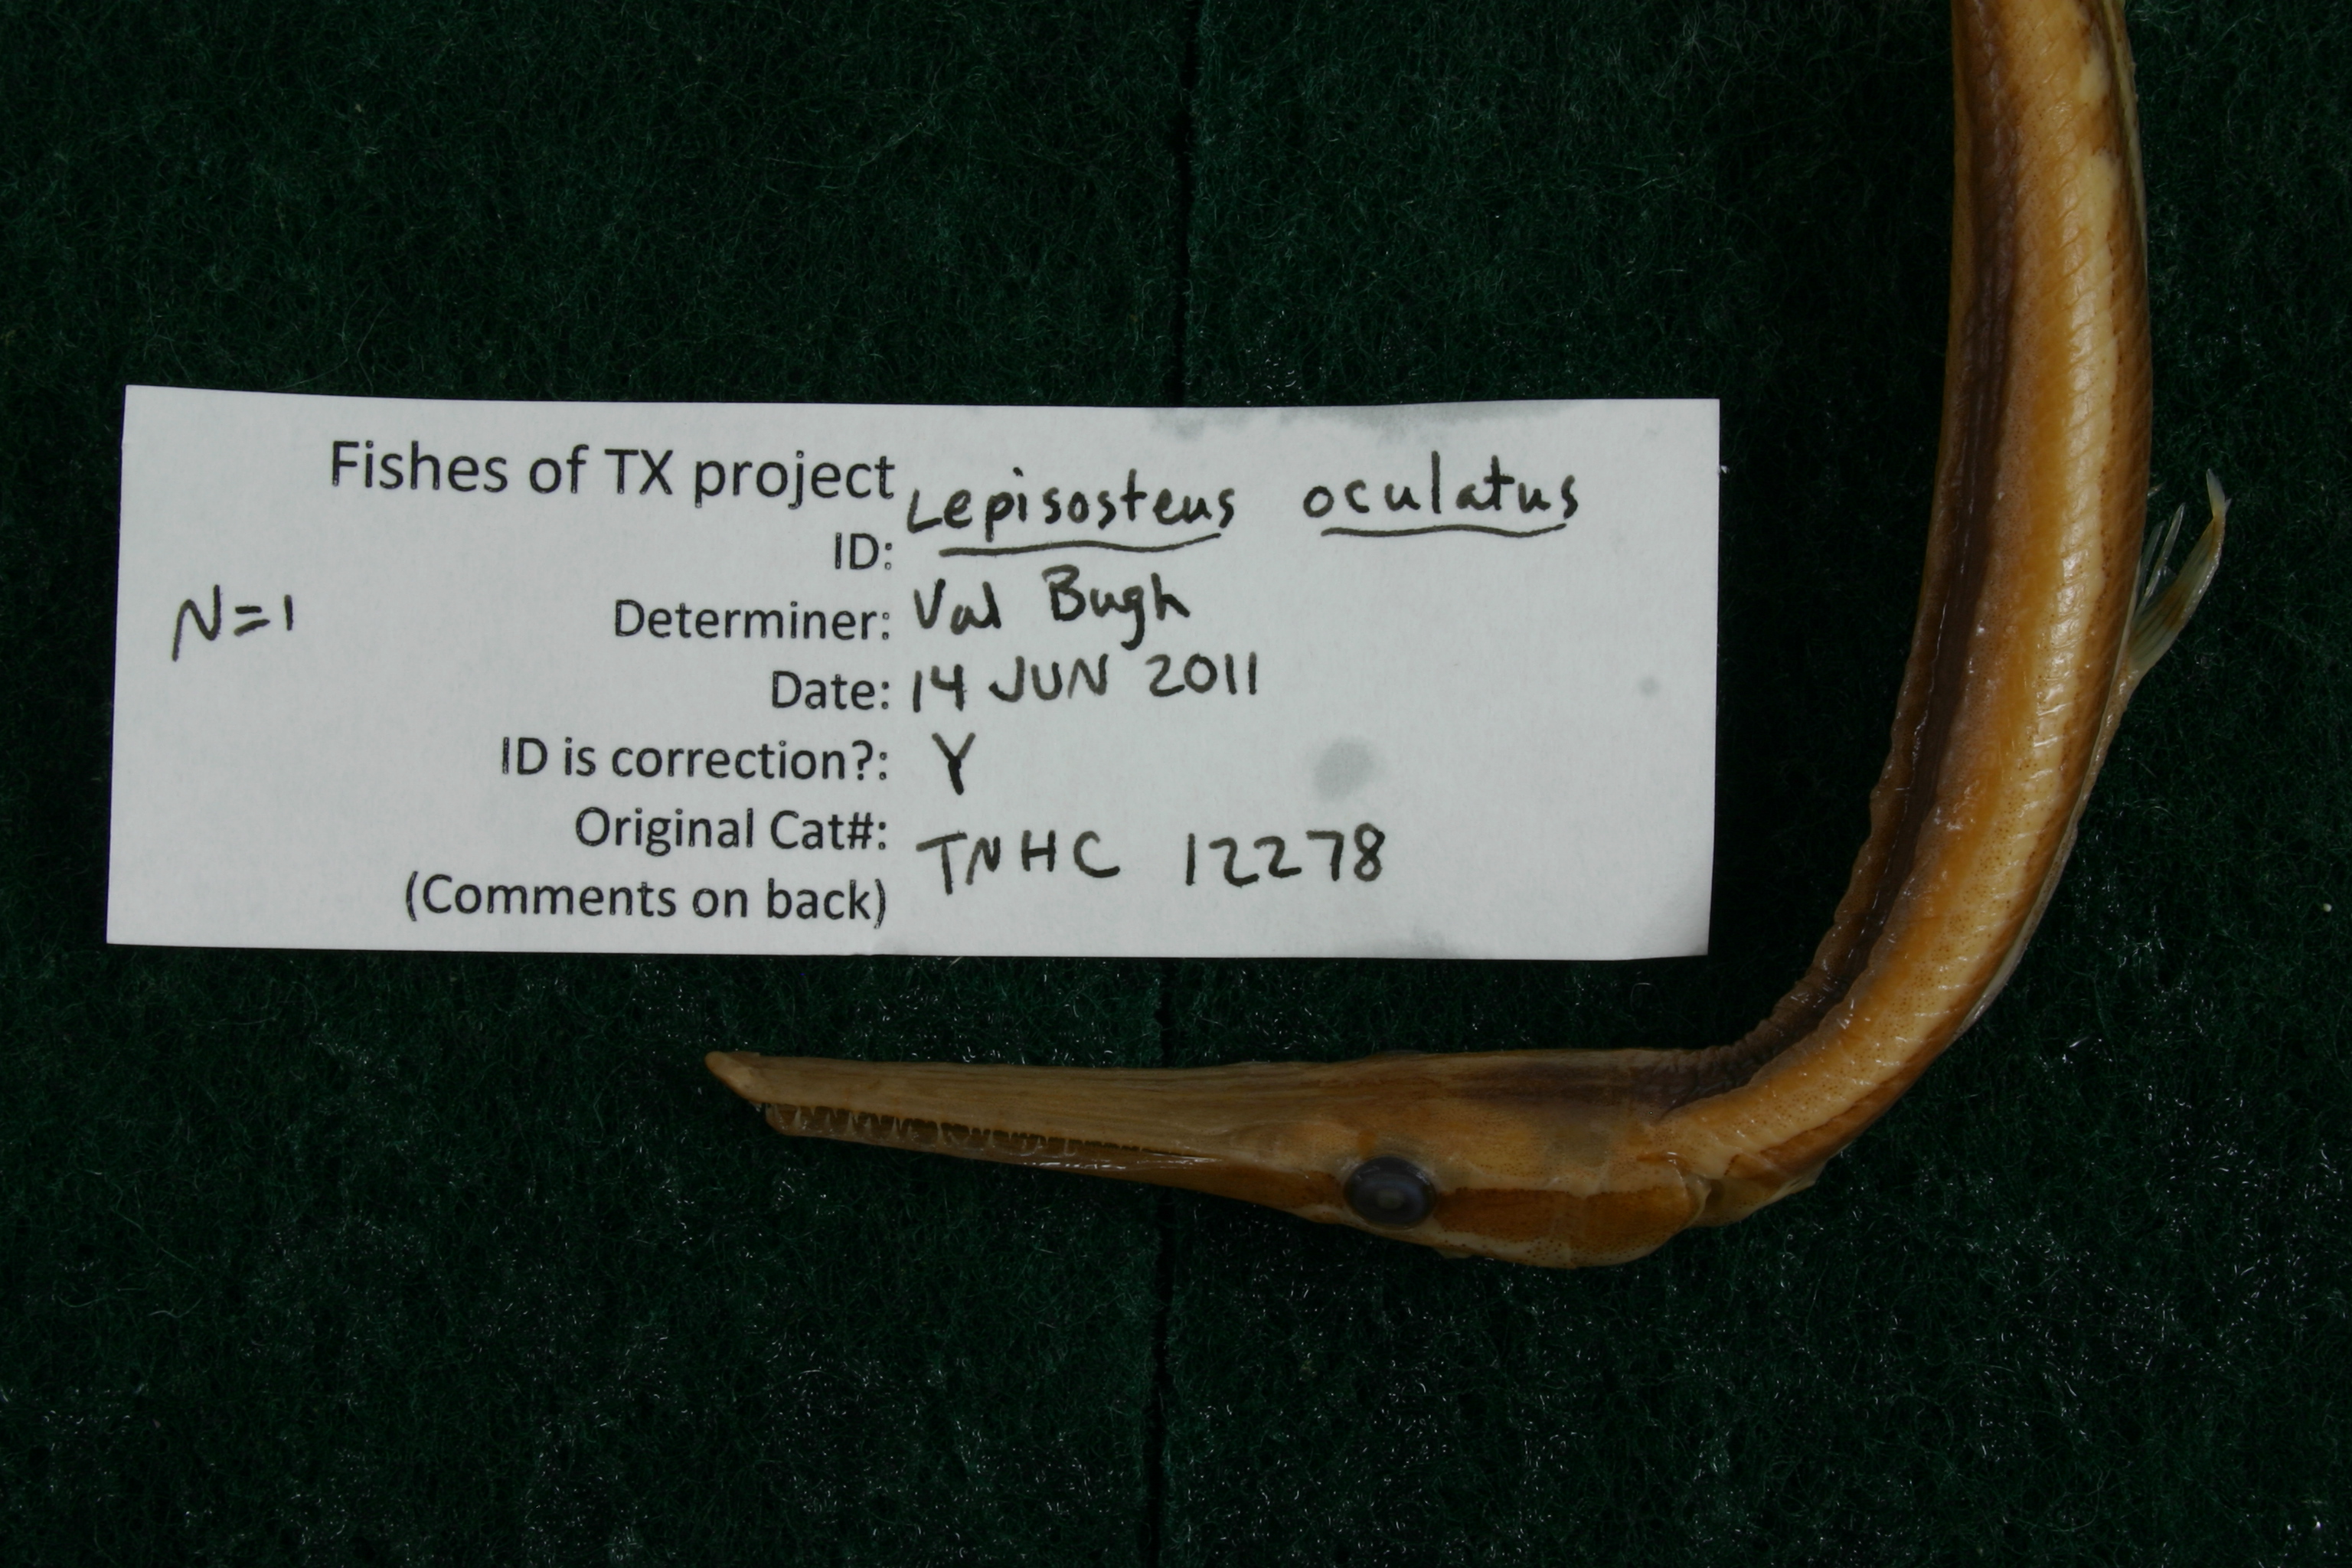 Fishes of TX project
ID: Lepisosteus oculatus
N=1
Determiner: Val Bugh
Date: 14 JUN 2011
ID is correction?: Y
Original Cat#: TNHC 12278
(Comments on back)